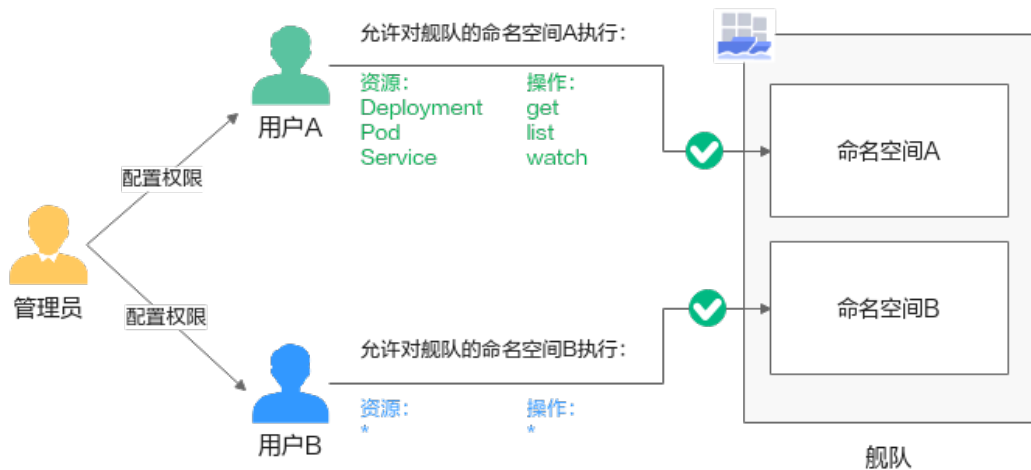 允许对舰队的命名空间A执行：
资源： 操作：
Deployment get
Pod list
Service watch
用户A
命名空间A
配置权限
管理员
配置权限
命名空间B
允许对舰队的命名空间B执行：
资源： 操作：
* *
用户B
舰队